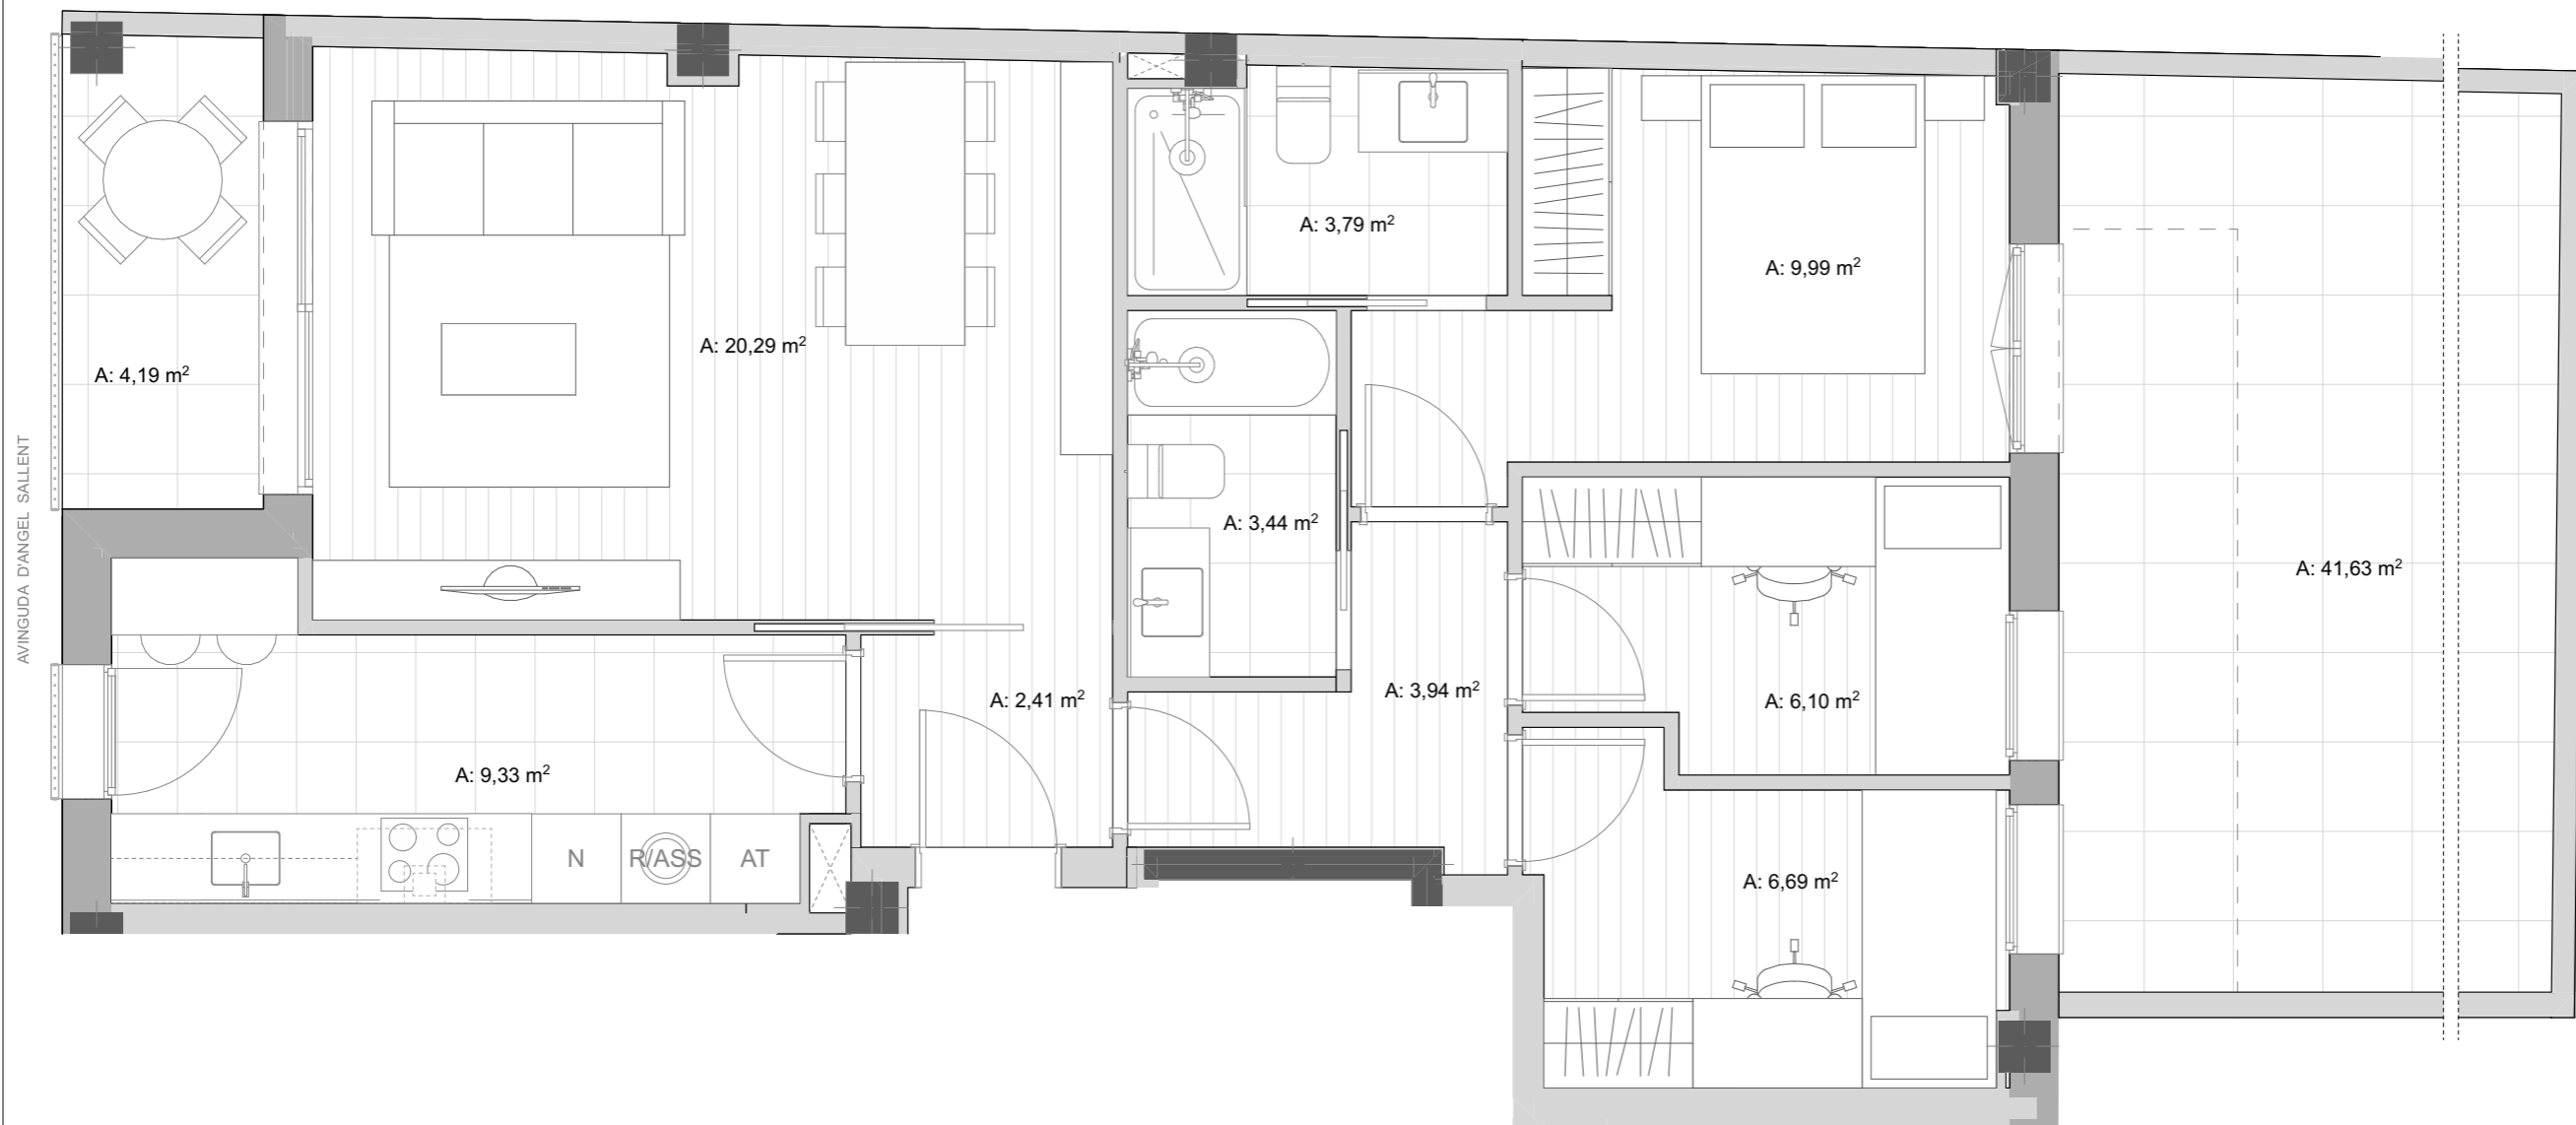 A: 3,79 m²
A: 9,99 m²
A: 20,29 m²
A: 4,19 m²
AVINGUDA D'ANGEL SALLENT
A: 3,44 m²
A: 41,63 m²
A: 3,94 m²
A: 2,41 m²
A: 6,10 m²
A: 9,33 m²
N
R/ASS
AT
A: 6,69 m²